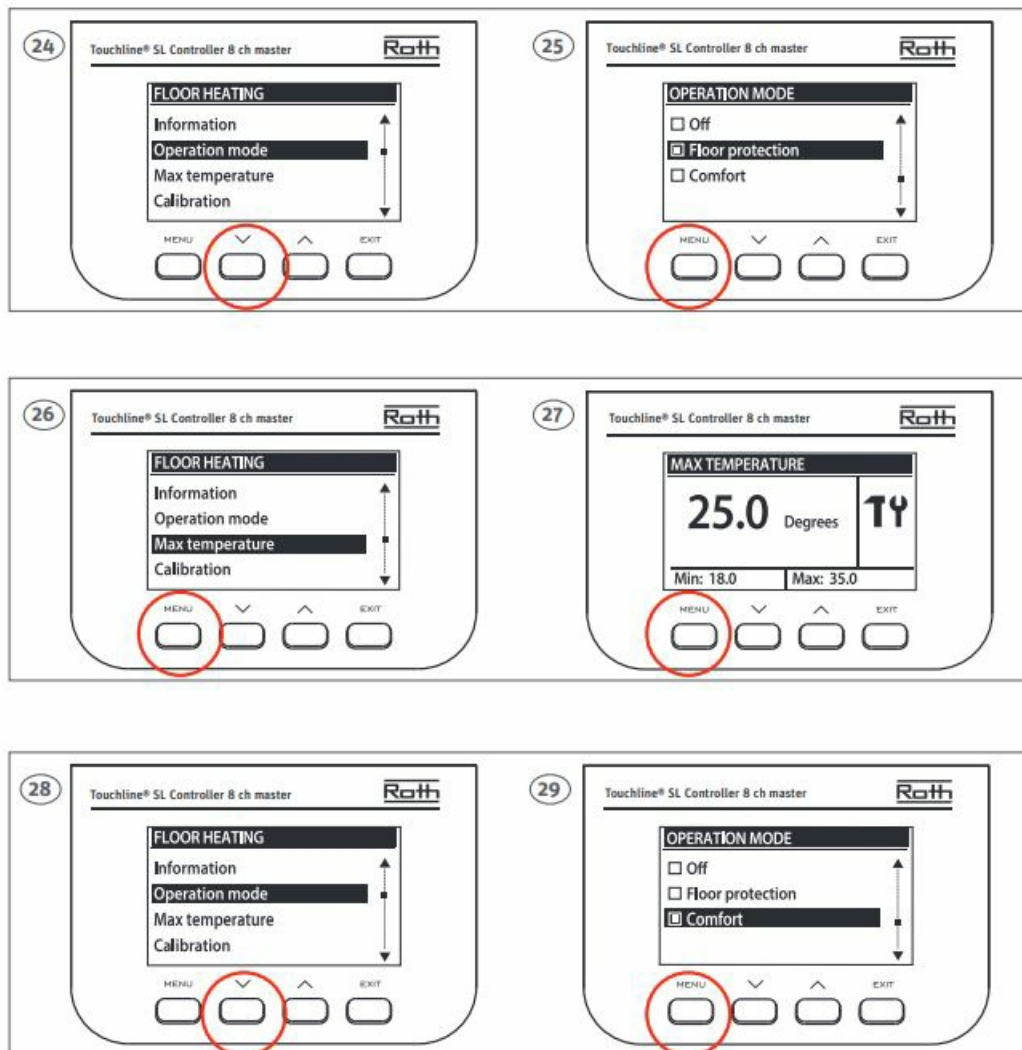 24
Touchline® SL Controller 8 ch master
Roth
FLOOR HEATING
Information
Operation mode
Max temperature
Calibration
MENU
EXIT
25
Touchline® SL Controller 8 ch master
Roth
OPERATION MODE
Off
Floor protection
Comfort
MENU
EXIT
26
Touchline® SL Controller 8 ch master
Roth
FLOOR HEATING
Information
Operation mode
Max temperature
Calibration
MENU
EXIT
27
Touchline® SL Controller 8 ch master
Roth
MAX TEMPERATURE
25.0 Degrees
Min: 18.0 Max: 35.0
MENU
EXIT
28
Touchline® SL Controller 8 ch master
Roth
FLOOR HEATING
Information
Operation mode
Max temperature
Calibration
MENU
EXIT
29
Touchline® SL Controller 8 ch master
Roth
OPERATION MODE
Off
Floor protection
Comfort
MENU
EXIT